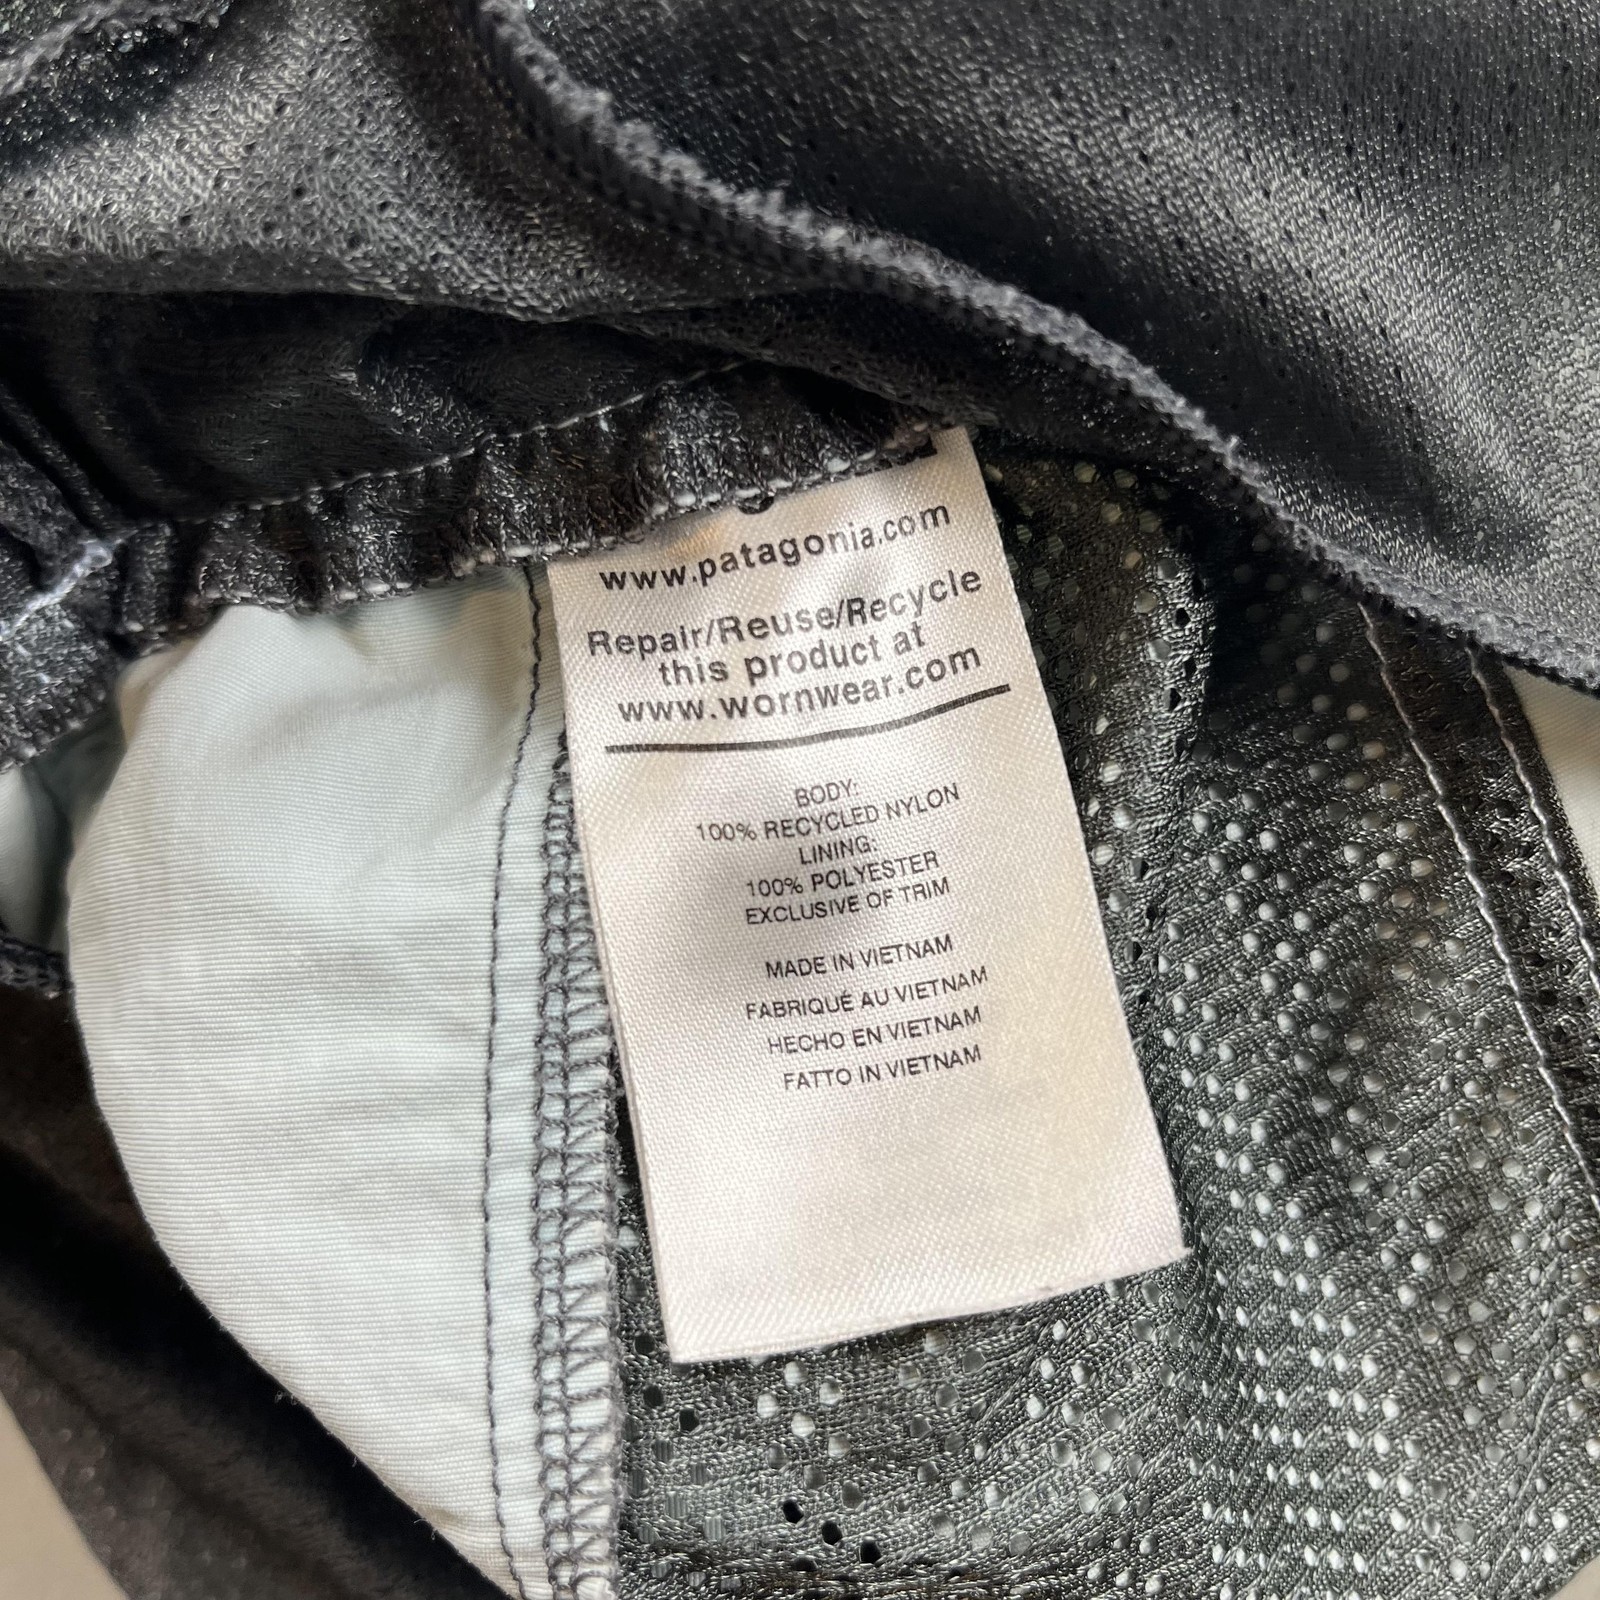 www.patagonia.com
Repair/Reuse/Recycle
this product at
www.wornwear.com
BODY:
100% RECYCLED NYLON
LINING:
100% POLYESTER
EXCLUSIVE OF TRIM
MADE IN VIETNAM
FABRIQUÉ AU VIETNAM
HECHO EN VIETNAM
FATTO IN VIETNAM